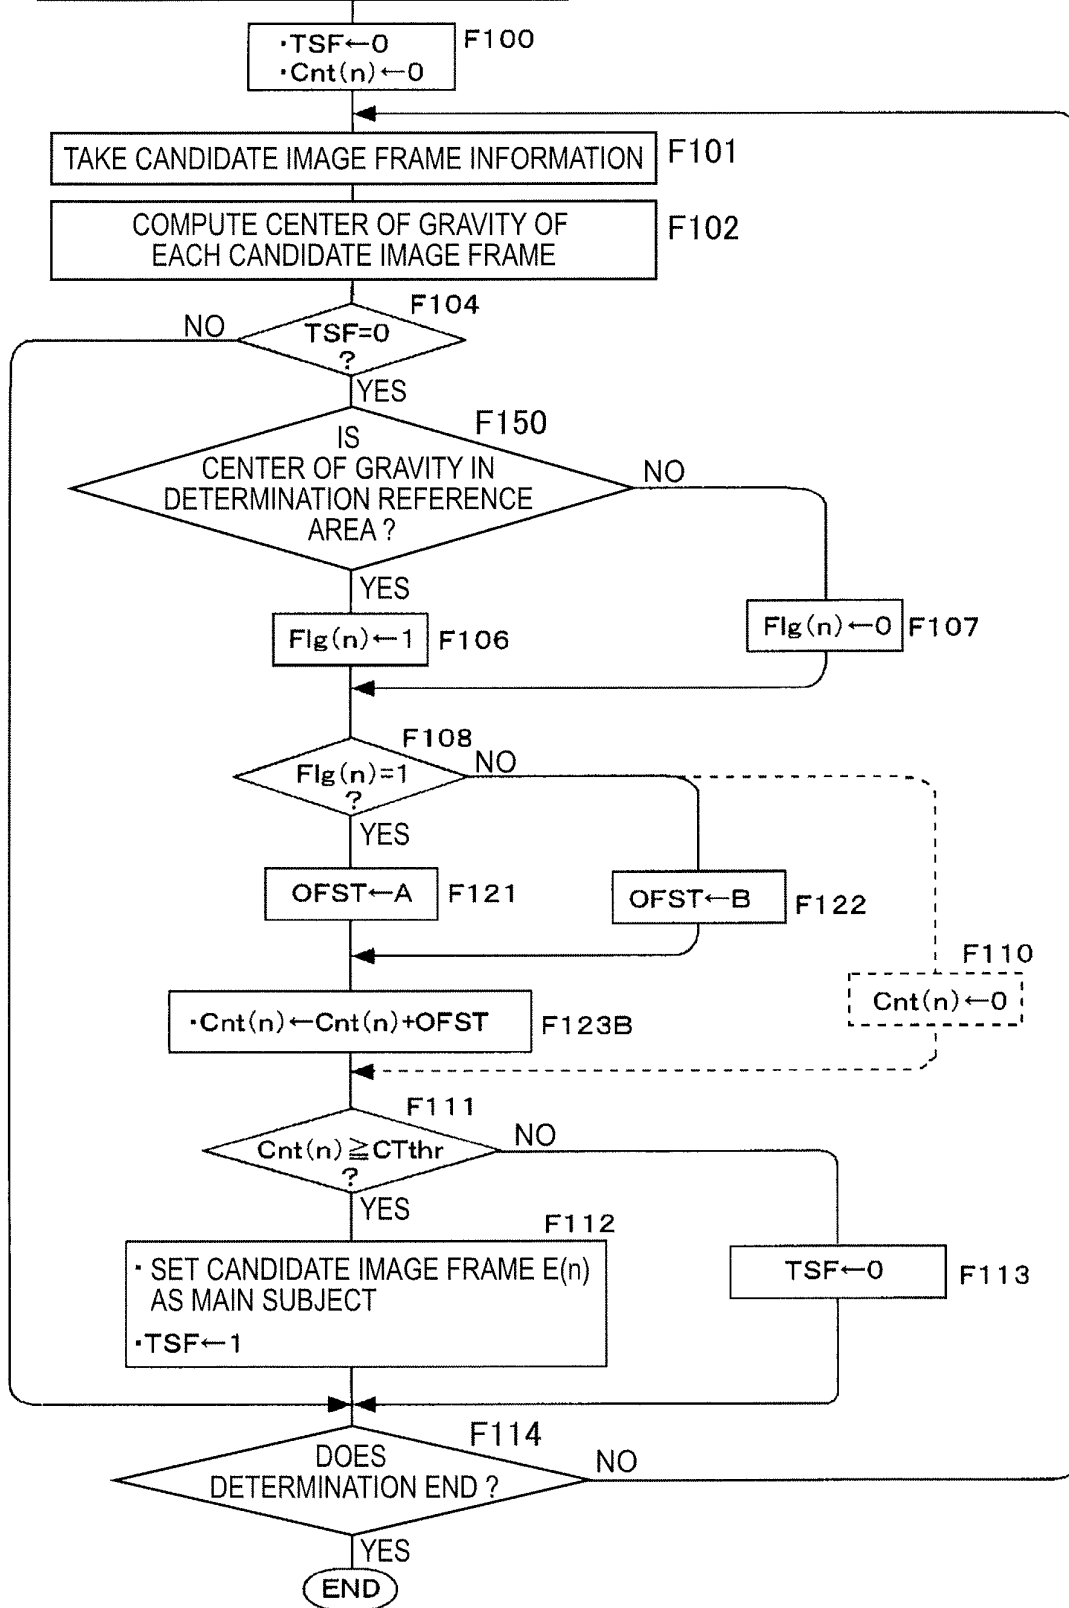 ·TSF←0
·Cnt(n)←0
F100
TAKE CANDIDATE IMAGE FRAME INFORMATION
F101
COMPUTE CENTER OF GRAVITY OF
EACH CANDIDATE IMAGE FRAME
F102
F104
NO
TSF=0
?
YES
F150
IS
CENTER OF GRAVITY IN
DETERMINATION REFERENCE
AREA ?
NO
YES
Flg(n)←1
F106
Flg(n)←0
F107
F108
Flg(n)=1
?
NO
YES
OFST←A
F121
OFST←B
F122
F110
Cnt(n)←0
·Cnt(n)←Cnt(n)+OFST
F123B
F111
Cnt(n)≧CTthr
?
NO
YES
F112
· SET CANDIDATE IMAGE FRAME E(n)
AS MAIN SUBJECT
·TSF←1
TSF←0
F113
F114
DOES
DETERMINATION END ?
NO
YES
END